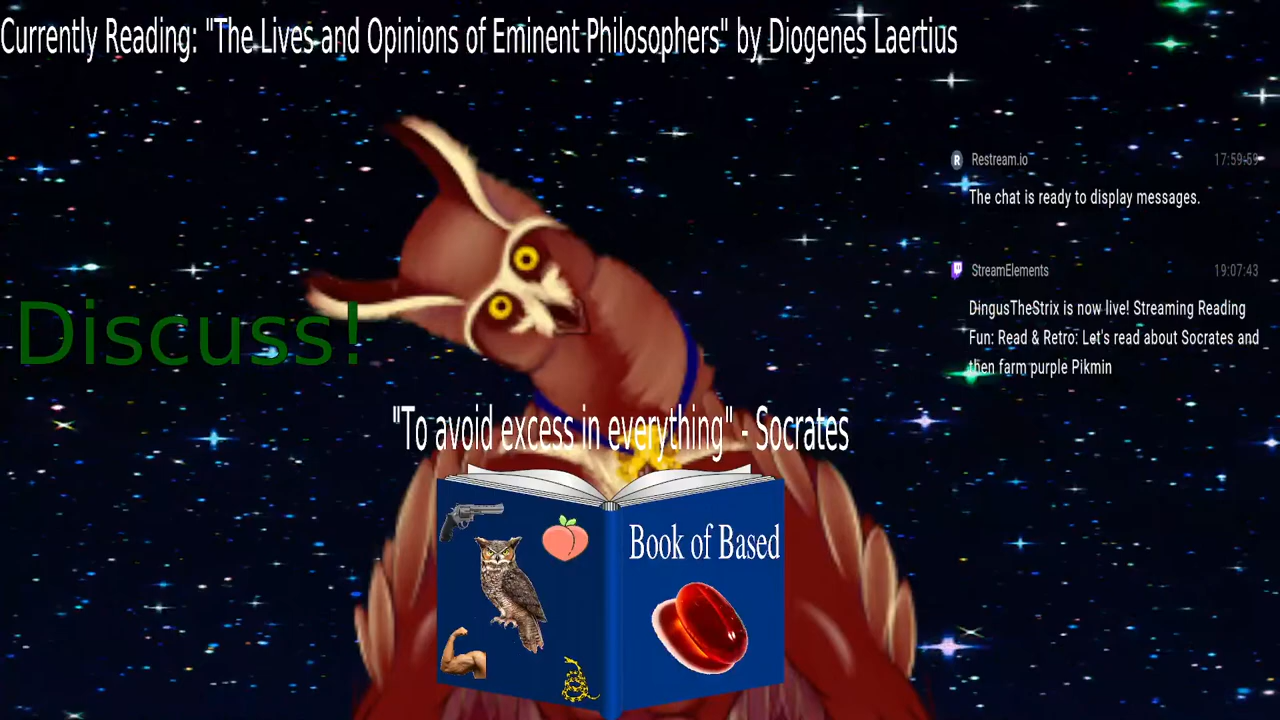 Currently Reading: "The Lives and Opinions of Eminent Philosophers" by Diogenes Laertius
Restream.io 17:59:59
The chat is ready to display messages.
StreamElements 19:07:43
DingusTheStrix is now live! Streaming Reading
Fun: Read & Retro: Let's read about Socrates and
then farm purple Pikmin
Discuss!
"To avoid excess in everything" - Socrates
Book of Based